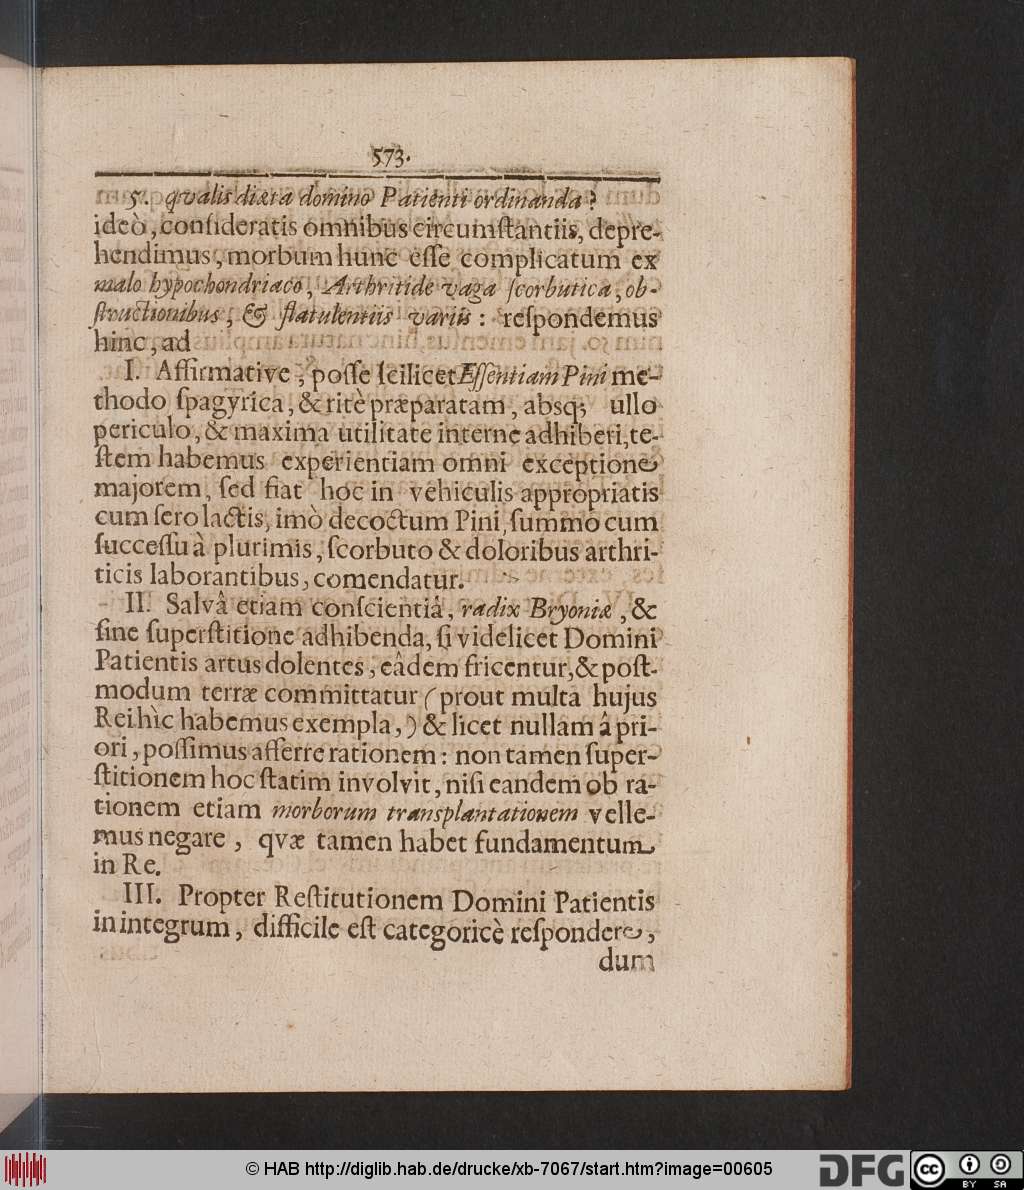 573.
5. qvalis diæta domino Patienti ordinanda?
ideò, conſideratis omnibus circumſtantiis, depre-
hendimus, morbum hunc eſſe complicatum ex
malo hypochondriaco, Arthritide vaga ſcorbutica, ob-
ſtructionibus, & flatulentiis variis: reſpondemus
hinc, ad
I. Affirmative, poſſe ſcilicet Eſſentiam Pini me-
thodo ſpagyrica, & ritè præparatam, absq; ullo
periculo, & maxima utilitate interne adhiberi, te-
ſtem habemus experientiam omni exceptione
majorem, ſed fiat hoc in vehiculis appropriatis
cum ſero lactis, imò decoctum Pini, ſummo cum
ſucceſſu à plurimis, ſcorbuto & doloribus arthri-
ticis laborantibus, comendatur.
II. Salvâ etiam conſcientiâ, radix Bryoniæ, &
ſine ſuperſtitione adhibenda, ſi videlicet Domini
Patientis artus dolentes, eâdem fricentur, & poſt-
modum terræ committatur (prout multa hujus
Rei hìc habemus exempla,) & licet nullam â pri-
ori, poſſimus afferre rationem: non tamen ſuper-
ſtitionem hoc ſtatim involvit, niſi eandem ob ra-
tionem etiam morborum transplantationem velle-
mus negare, qvæ tamen habet fundamentum
in Re.
III. Propter Reſtitutionem Domini Patientis
in integrum, difficile eſt categoricè reſpondere,
dum
© HAB http://diglib.hab.de/drucke/xb-7067/start.htm?image=00605
DFG
cc
BY SA